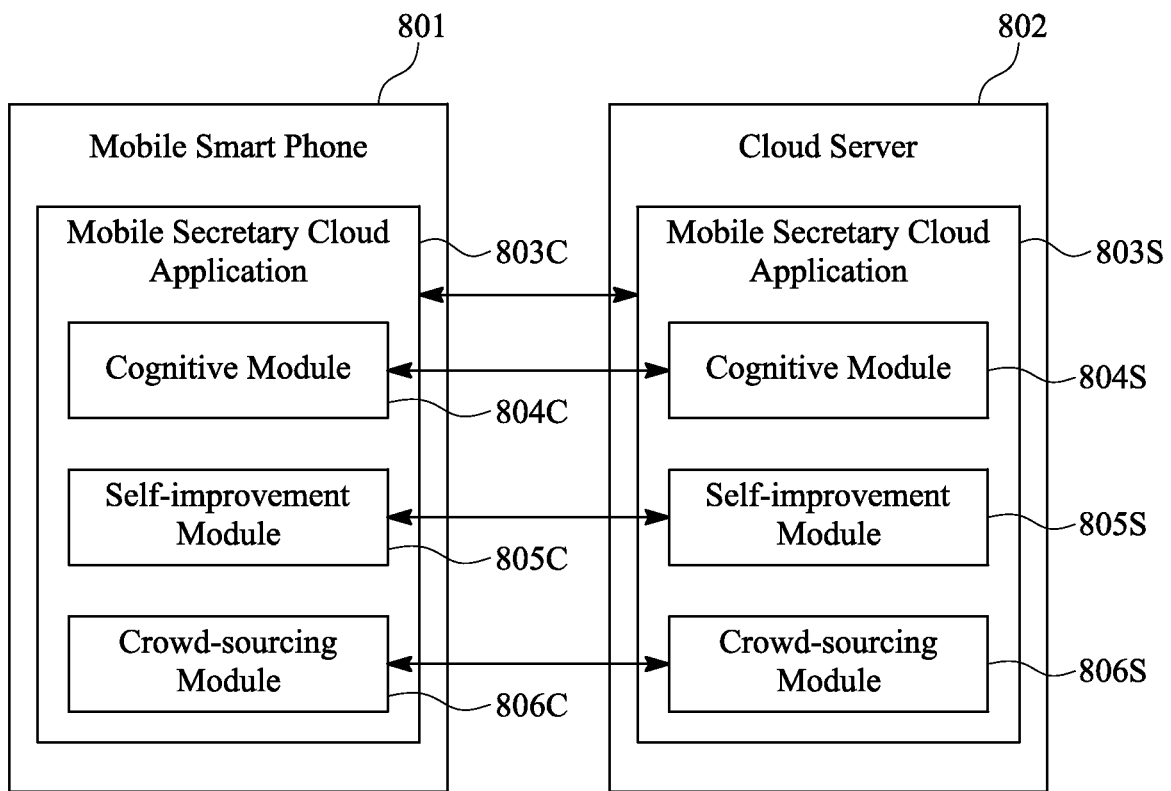 801
802
Mobile Smart Phone
Cloud Server
Mobile Secretary Cloud
Application
803C
Mobile Secretary Cloud
Application
803S
Cognitive Module
804C
Cognitive Module
804S
Self-improvement
Module
805C
Self-improvement
Module
805S
Crowd-sourcing
Module
806C
Crowd-sourcing
Module
806S